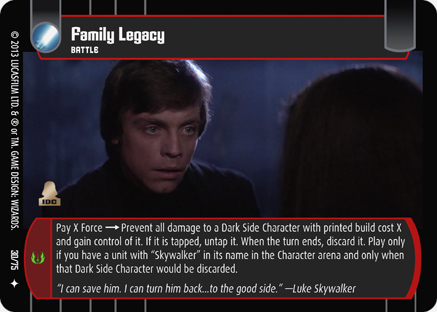 Family Legacy
BATTLE
© 2013 LUCASFILM LTD. & ® or TM. GAME DESIGN: WIZARDS.
IDC
Pay X Force → Prevent all damage to a Dark Side Character with printed build cost X
and gain control of it. If it is tapped, untap it. When the turn ends, discard it. Play only
if you have a unit with “Skywalker” in its name in the Character arena and only when
that Dark Side Character would be discarded.
“I can save him. I can turn him back...to the good side.” —Luke Skywalker